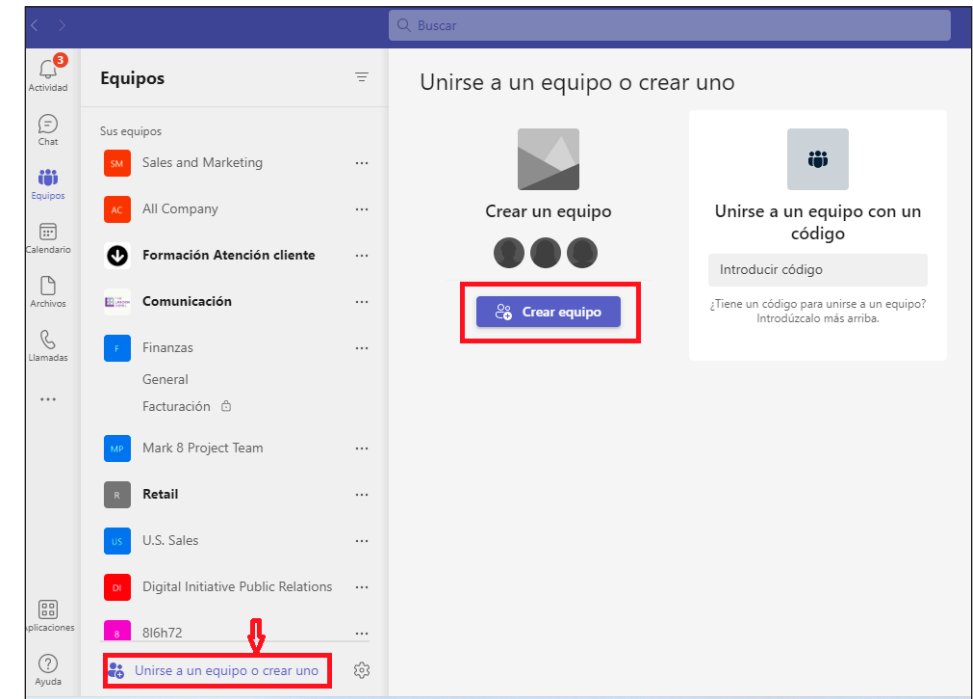 Buscar
3
Actividad
Chat
Equipos
Calendario
Archivos
Llamadas
plicaciones
Ayuda
Equipos
Sus equipos
SM Sales and Marketing
AC All Company
Formación Atención cliente
Comunicación
F Finanzas
General
Facturación
MP Mark 8 Project Team
R Retail
US U.S. Sales
DI Digital Initiative Public Relations
8 8I6h72
Unirse a un equipo o crear uno
Unirse a un equipo o crear uno
Crear un equipo
Crear equipo
Unirse a un equipo con un
código
Introducir código
¿Tiene un código para unirse a un equipo?
Introdúzcalo más arriba.